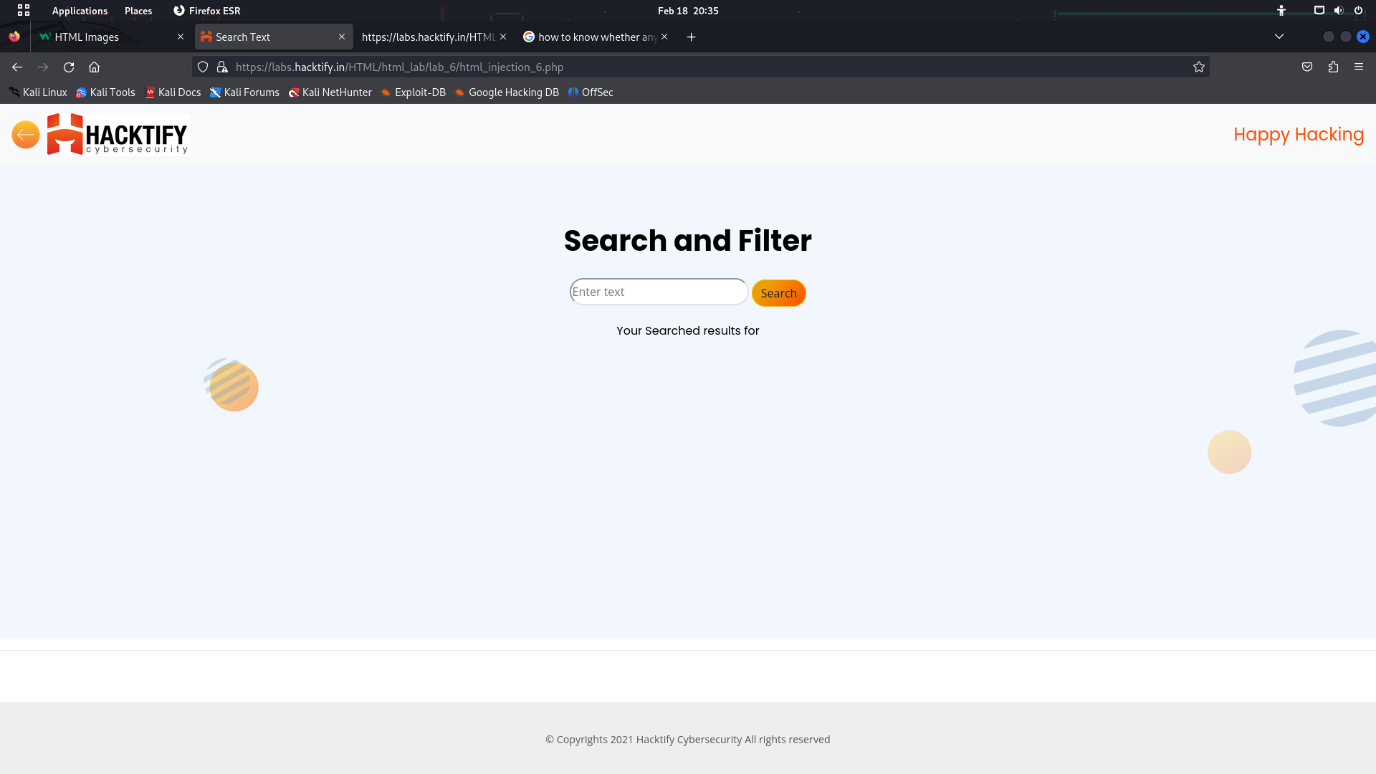 Applications Places Firefox ESR Feb 18 20:35
HTML Images Search Text https://labs.hacktify.in/HTML how to know whether any
https://labs.hacktify.in/HTML/html_lab/lab_6/html_injection_6.php
Kali Linux Kali Tools Kali Docs Kali Forums Kali NetHunter Exploit-DB Google Hacking DB OffSec
HACKTIFY
cybersecurity
Happy Hacking
Search and Filter
Enter text Search
Your Searched results for
© Copyrights 2021 Hacktify Cybersecurity All rights reserved